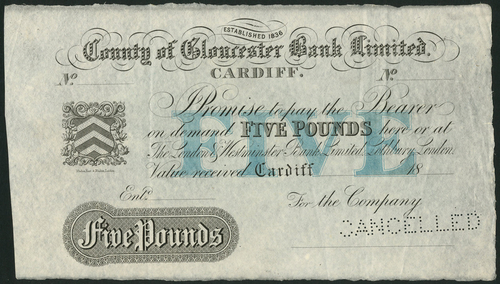 ESTABLISHED 1836
County of Gloucester Bank Limited.
CARDIFF.
No. No.
I Promise to pay the Bearer
on demand FIVE POUNDS here or at
The London & Westminster Bank Limited, Lothbury, London.
Value received Cardiff 18
FIVE
Entd. For the Company
CANCELLED
Five Pounds